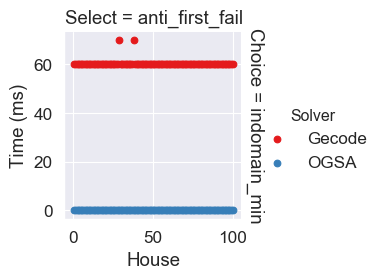 Select = anti_first_fail
Choice = indomain_min
Time (ms)
60
40
20
0
0 50 100
House
Solver
Gecode
OGSA